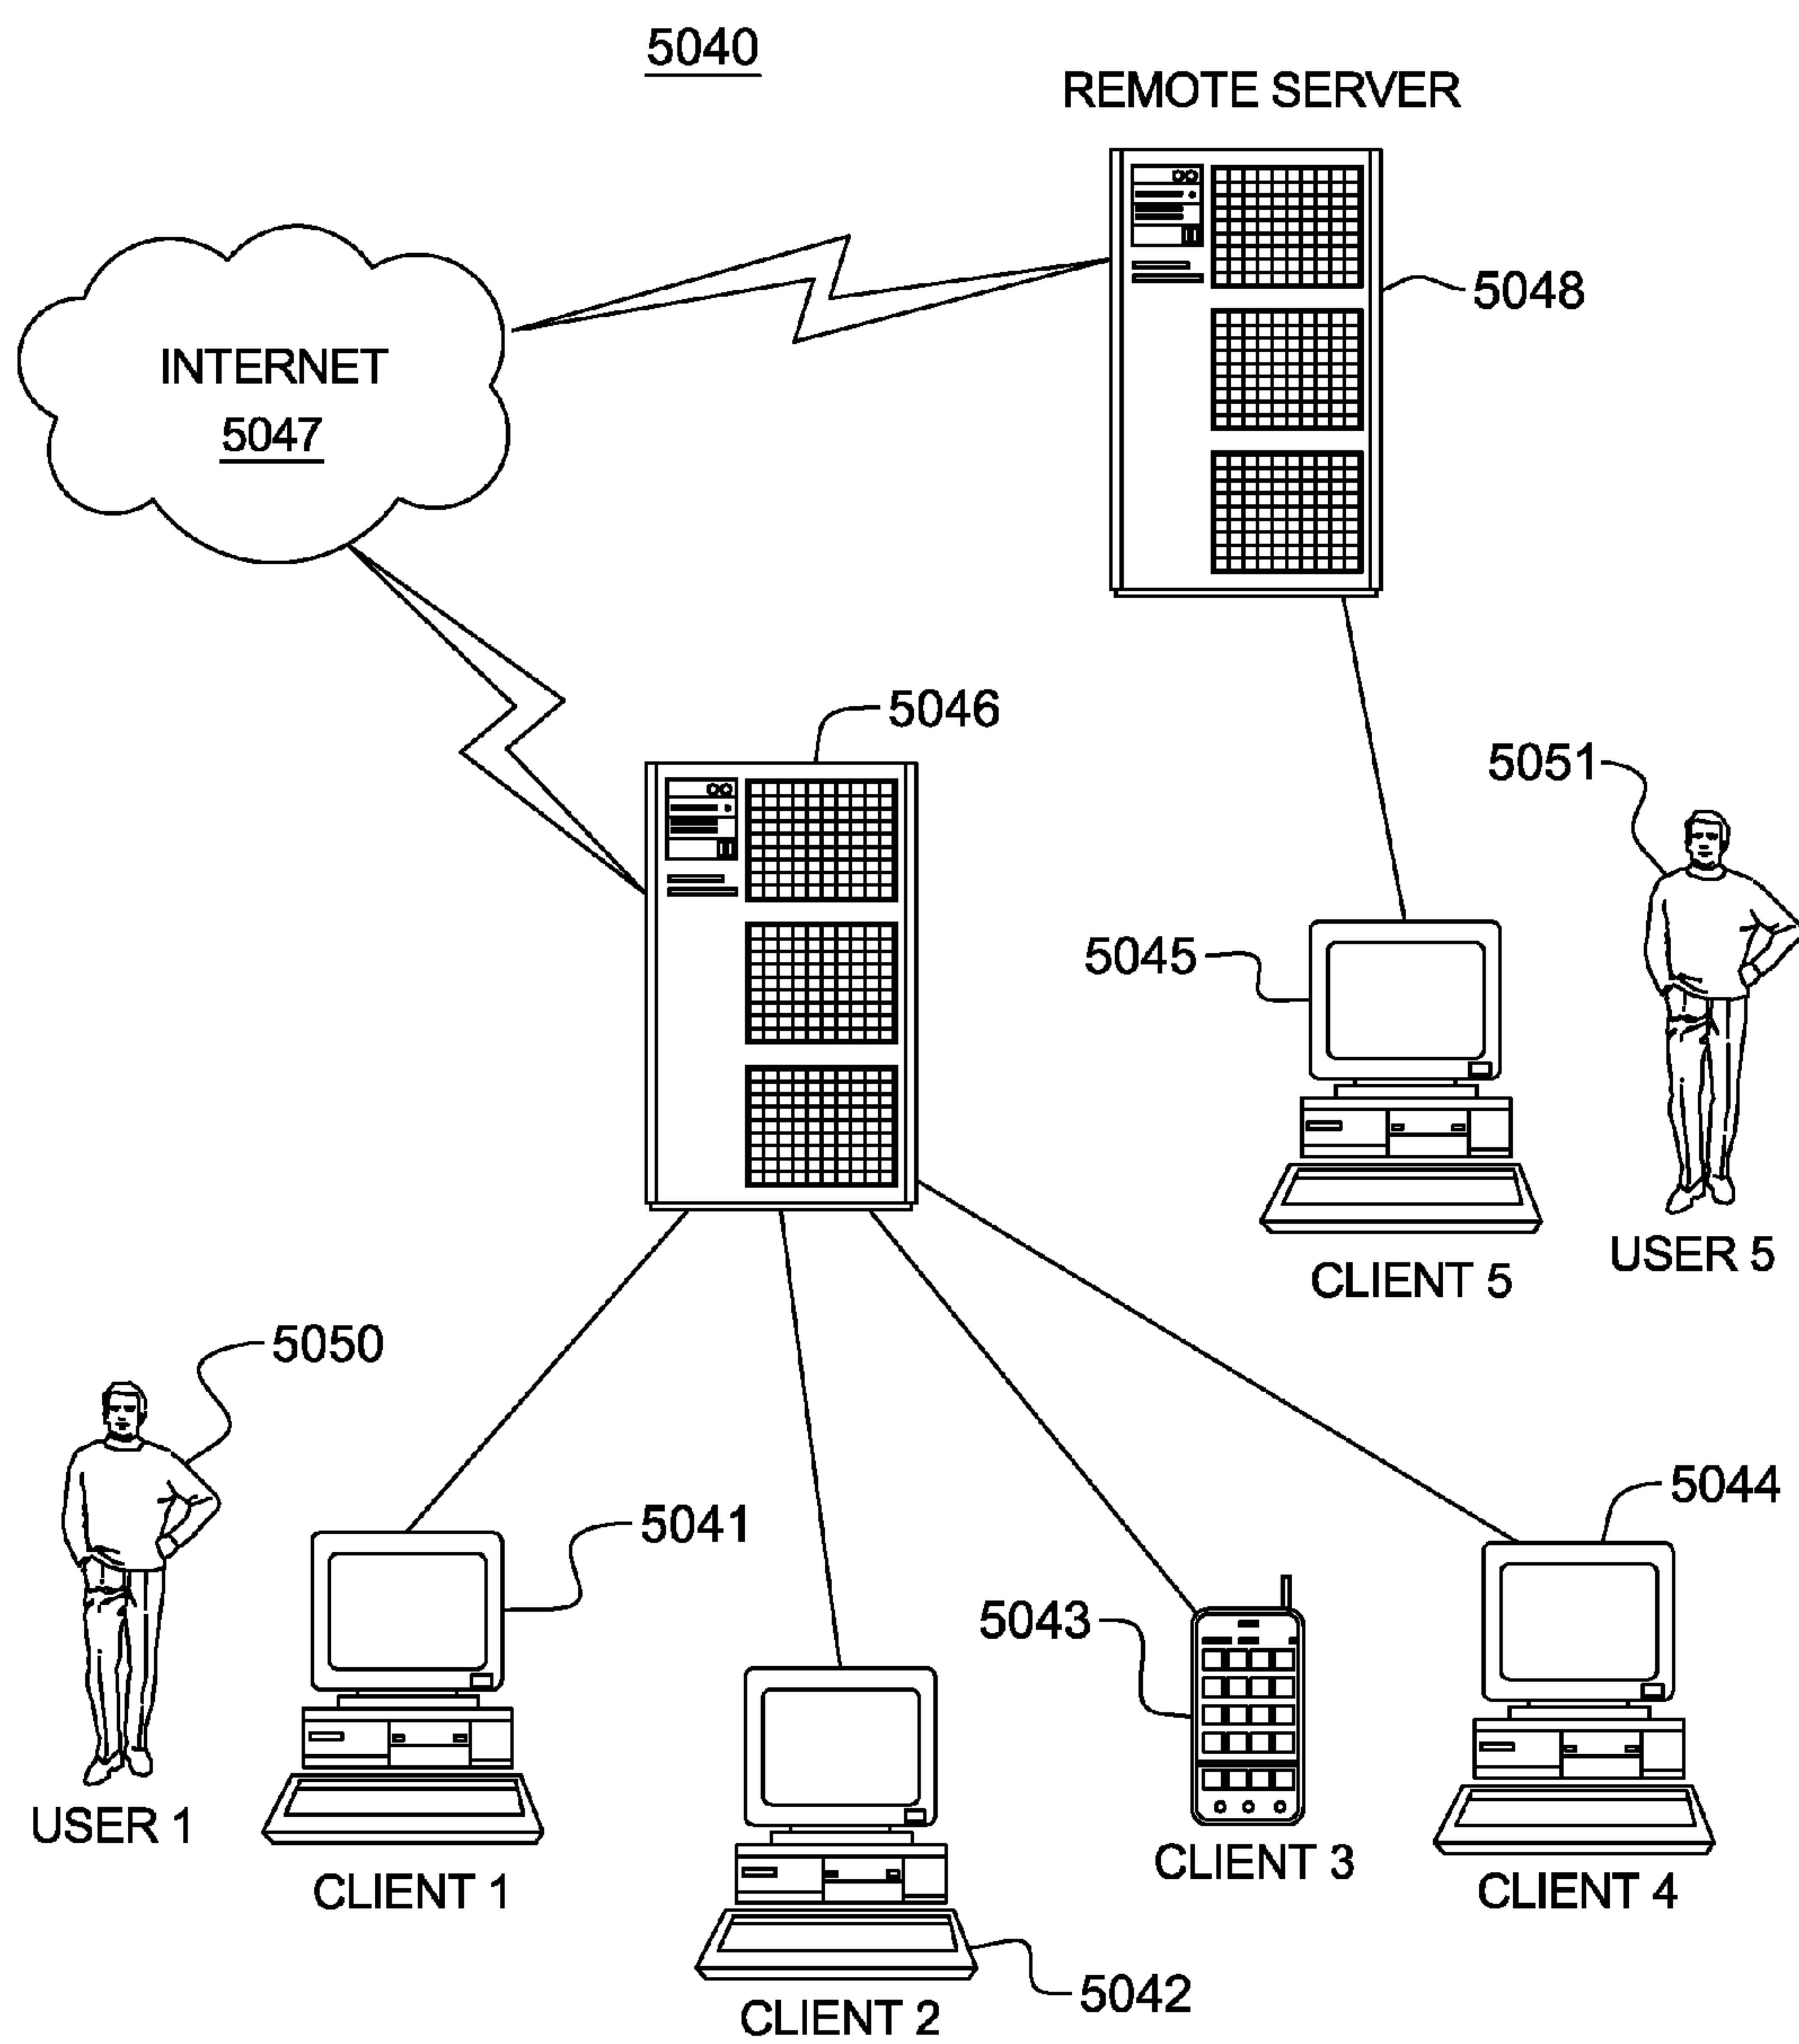 5040
REMOTE SERVER
5048
INTERNET
5047
5046
5051
5045
USER 5
CLIENT 5
5050
5041
5044
5043
USER 1
CLIENT 1
CLIENT 3
CLIENT 4
5042
CLIENT 2